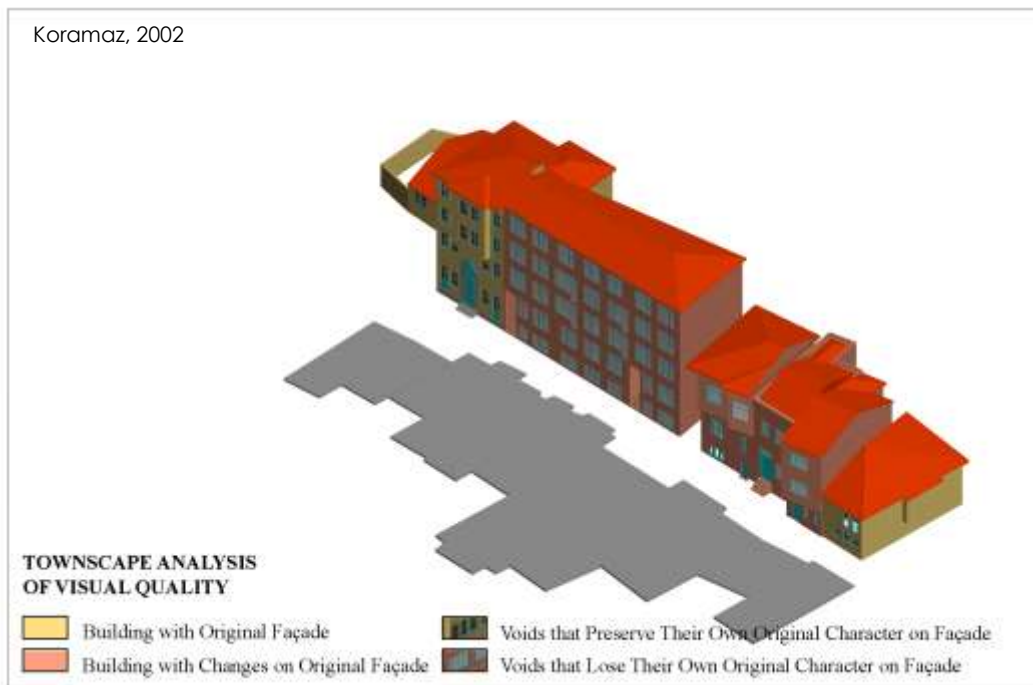 Koramaz, 2002
TOWNSCAPE ANALYSIS
OF VISUAL QUALITY
Building with Original Façade
Building with Changes on Original Façade
Voids that Preserve Their Own Original Character on Façade
Voids that Lose Their Own Original Character on Façade